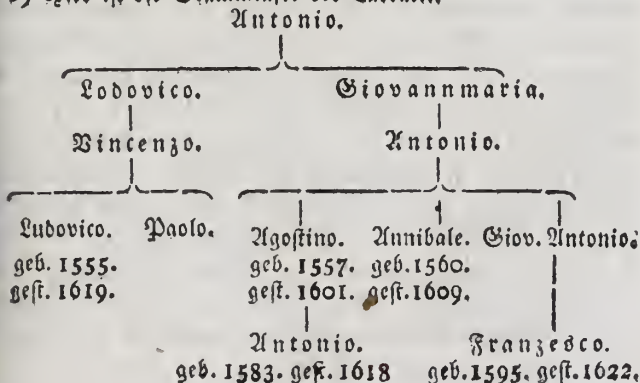 Antonio.
Lodovico. Giovannmaria.
Vincenzo. Antonio.
Ludovico. Paolo. Agostino. Annibale. Giov. Antonio.
geb. 1555. geb. 1557. geb. 1560.
gest. 1619. gest. 1601. gest. 1609.
Antonio. Franzesco.
geb. 1583. gest. 1618 geb. 1595. gest. 1622.